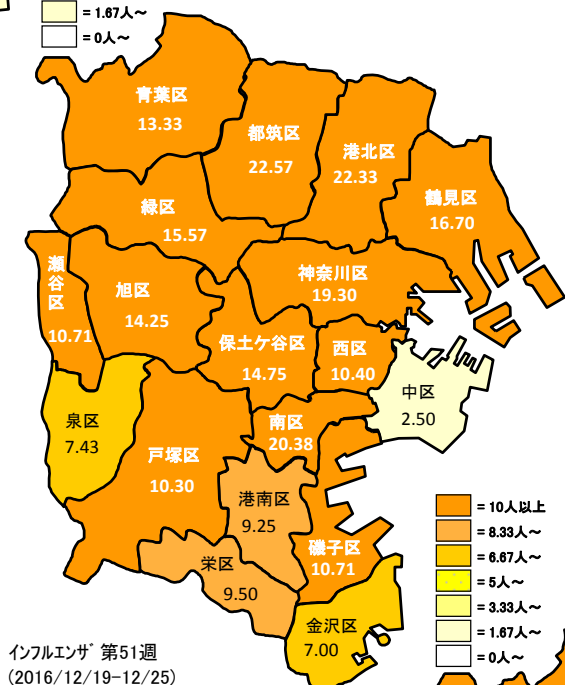 = 1.67人～
= 0人～
青葉区
13.33
都筑区
22.57
港北区
22.33
鶴見区
16.70
緑区
15.57
瀬谷区
10.71
旭区
14.25
神奈川区
19.30
保土ケ谷区
14.75
西区
10.40
中区
2.50
泉区
7.43
戸塚区
10.30
南区
20.38
港南区
9.25
磯子区
10.71
栄区
9.50
金沢区
7.00
= 10人以上
= 8.33人～
= 6.67人～
= 5人～
= 3.33人～
= 1.67人～
= 0人～
インフルエンザ 第51週
(2016/12/19-12/25)